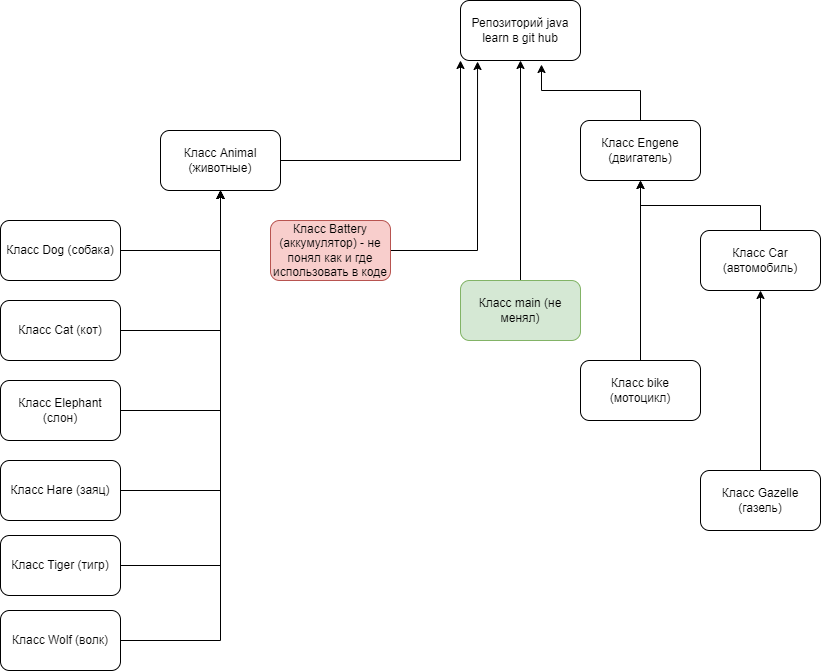 Репозиторий java
learn в git hub
Класс Animal
(животные)
Класс Engene
(двигатель)
Класс Dog (собака)
Класс Battery
(аккумулятор) - не
понял как и где
использовать в коде
Класс Car
(автомобиль)
Класс Cat (кот)
Класс main (не
менял)
Класс Elephant
(слон)
Класс bike
(мотоцикл)
Класс Hare (заяц)
Класс Gazelle
(газель)
Класс Tiger (тигр)
Класс Wolf (волк)